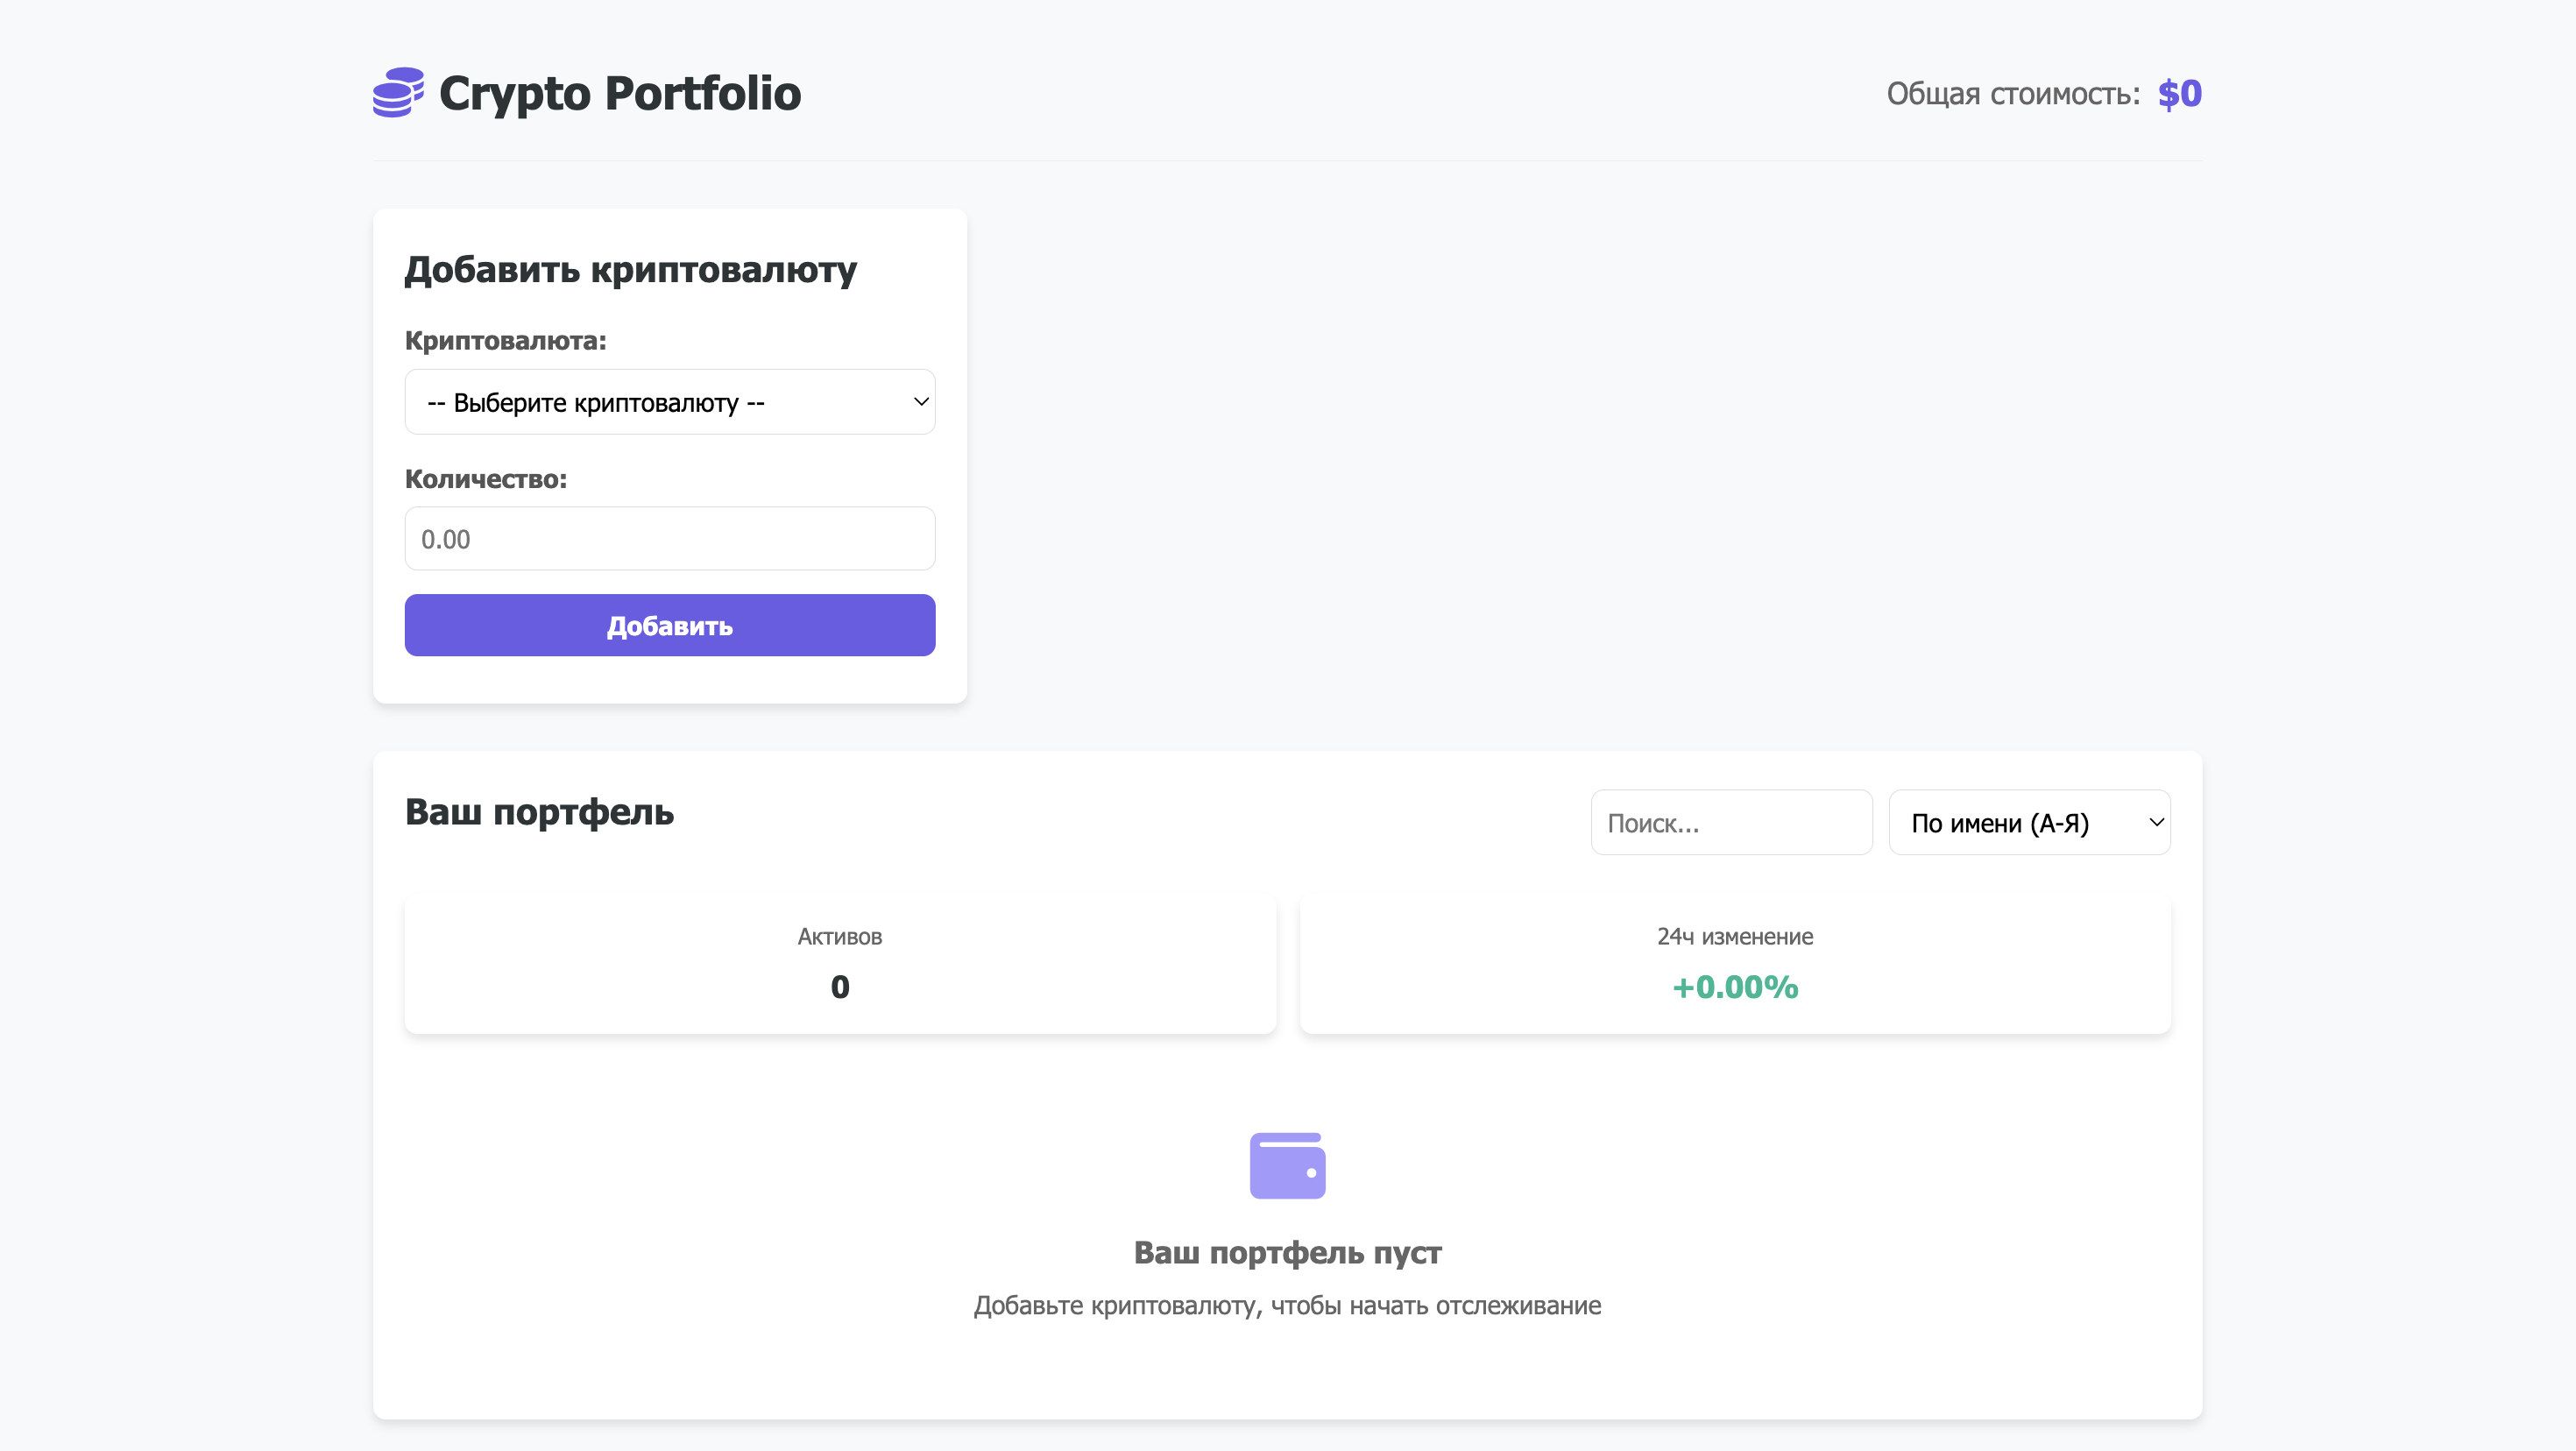 Crypto Portfolio
Общая стоимость: $0
Добавить криптовалюту
Криптовалюта:
-- Выберите криптовалюту --
Количество:
0.00
Добавить
Ваш портфель
Поиск...
По имени (А-Я)
Активов
0
24ч изменение
+0.00%
Ваш портфель пуст
Добавьте криптовалюту, чтобы начать отслеживание